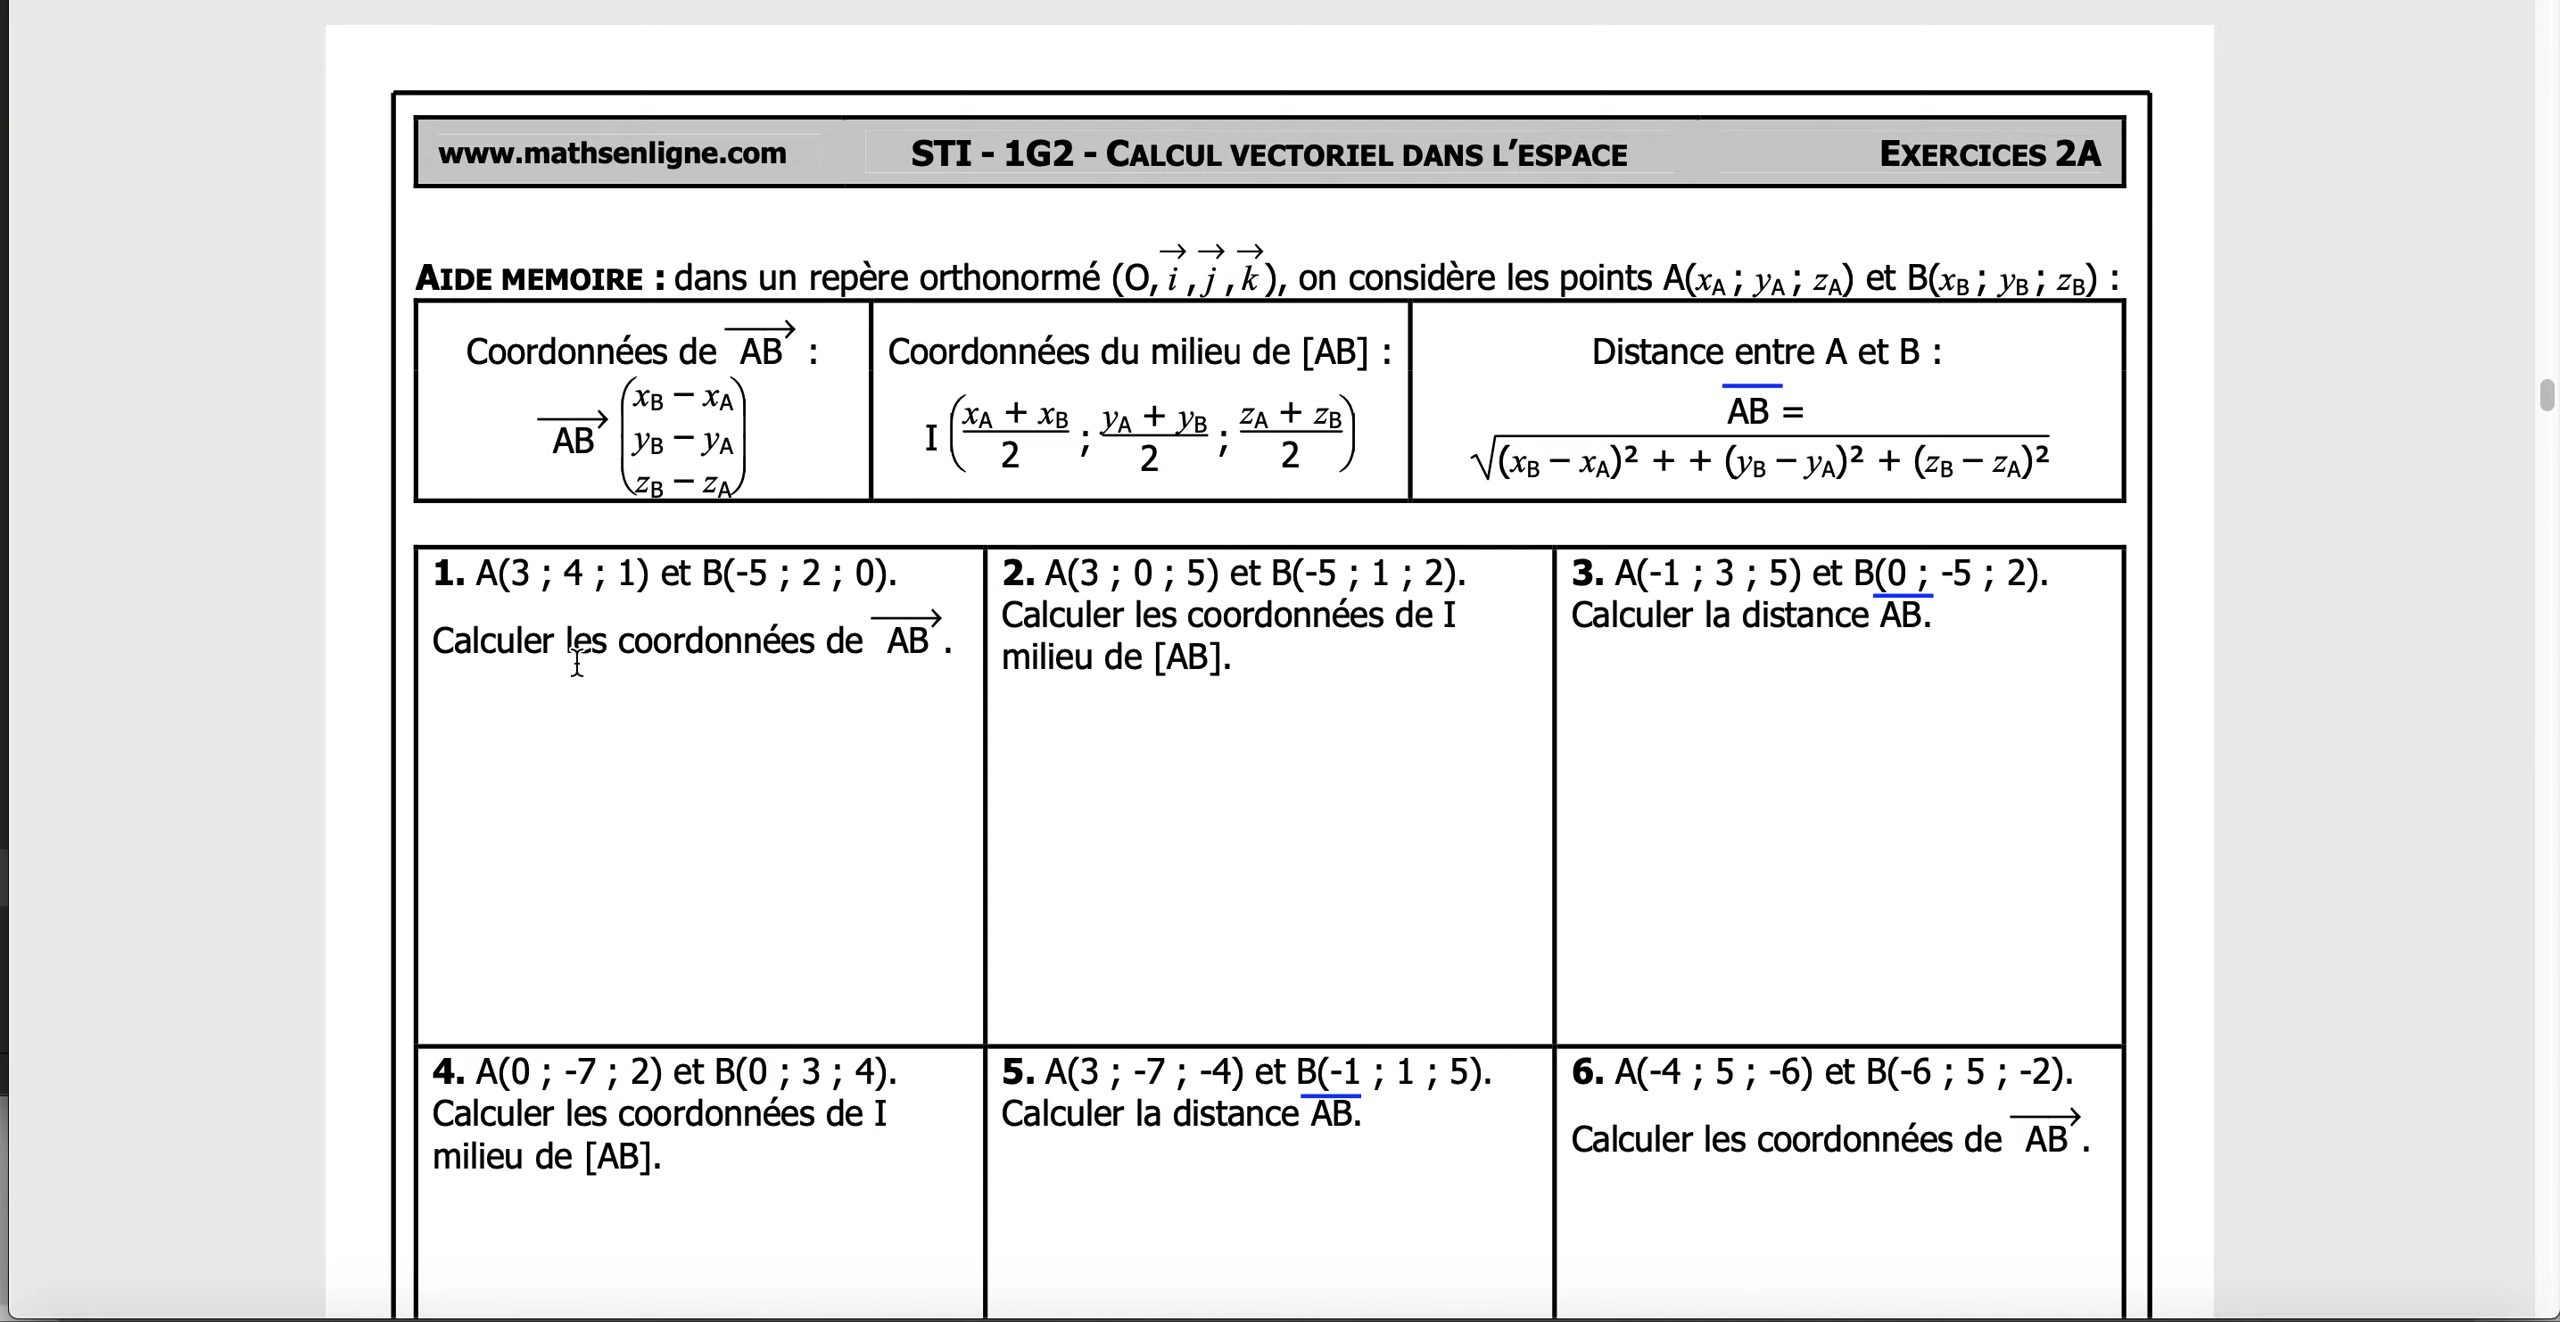 www.mathsenligne.com STI - 1G2 - CALCUL VECTORIEL DANS L’ESPACE EXERCICES 2A
AIDE MEMOIRE : dans un repère orthonormé (O, i⃗ , j⃗ , k⃗ ), on considère les points A(xA ; yA ; zA) et B(xB ; yB ; zB) :
Coordonnées de AB⃗ :
AB⃗ (xB – xA
yB – yA
zB – zA)
Coordonnées du milieu de [AB] :
I ((xA + xB)/2 ; (yA + yB)/2 ; (zA + zB)/2)
Distance entre A et B :
AB =
√((xB – xA)² + + (yB – yA)² + (zB – zA)²)
1. A(3 ; 4 ; 1) et B(-5 ; 2 ; 0).
Calculer les coordonnées de AB⃗ .
2. A(3 ; 0 ; 5) et B(-5 ; 1 ; 2).
Calculer les coordonnées de I
milieu de [AB].
3. A(-1 ; 3 ; 5) et B(0 ; -5 ; 2).
Calculer la distance AB.
4. A(0 ; -7 ; 2) et B(0 ; 3 ; 4).
Calculer les coordonnées de I
milieu de [AB].
5. A(3 ; -7 ; -4) et B(-1 ; 1 ; 5).
Calculer la distance AB.
6. A(-4 ; 5 ; -6) et B(-6 ; 5 ; -2).
Calculer les coordonnées de AB⃗ .